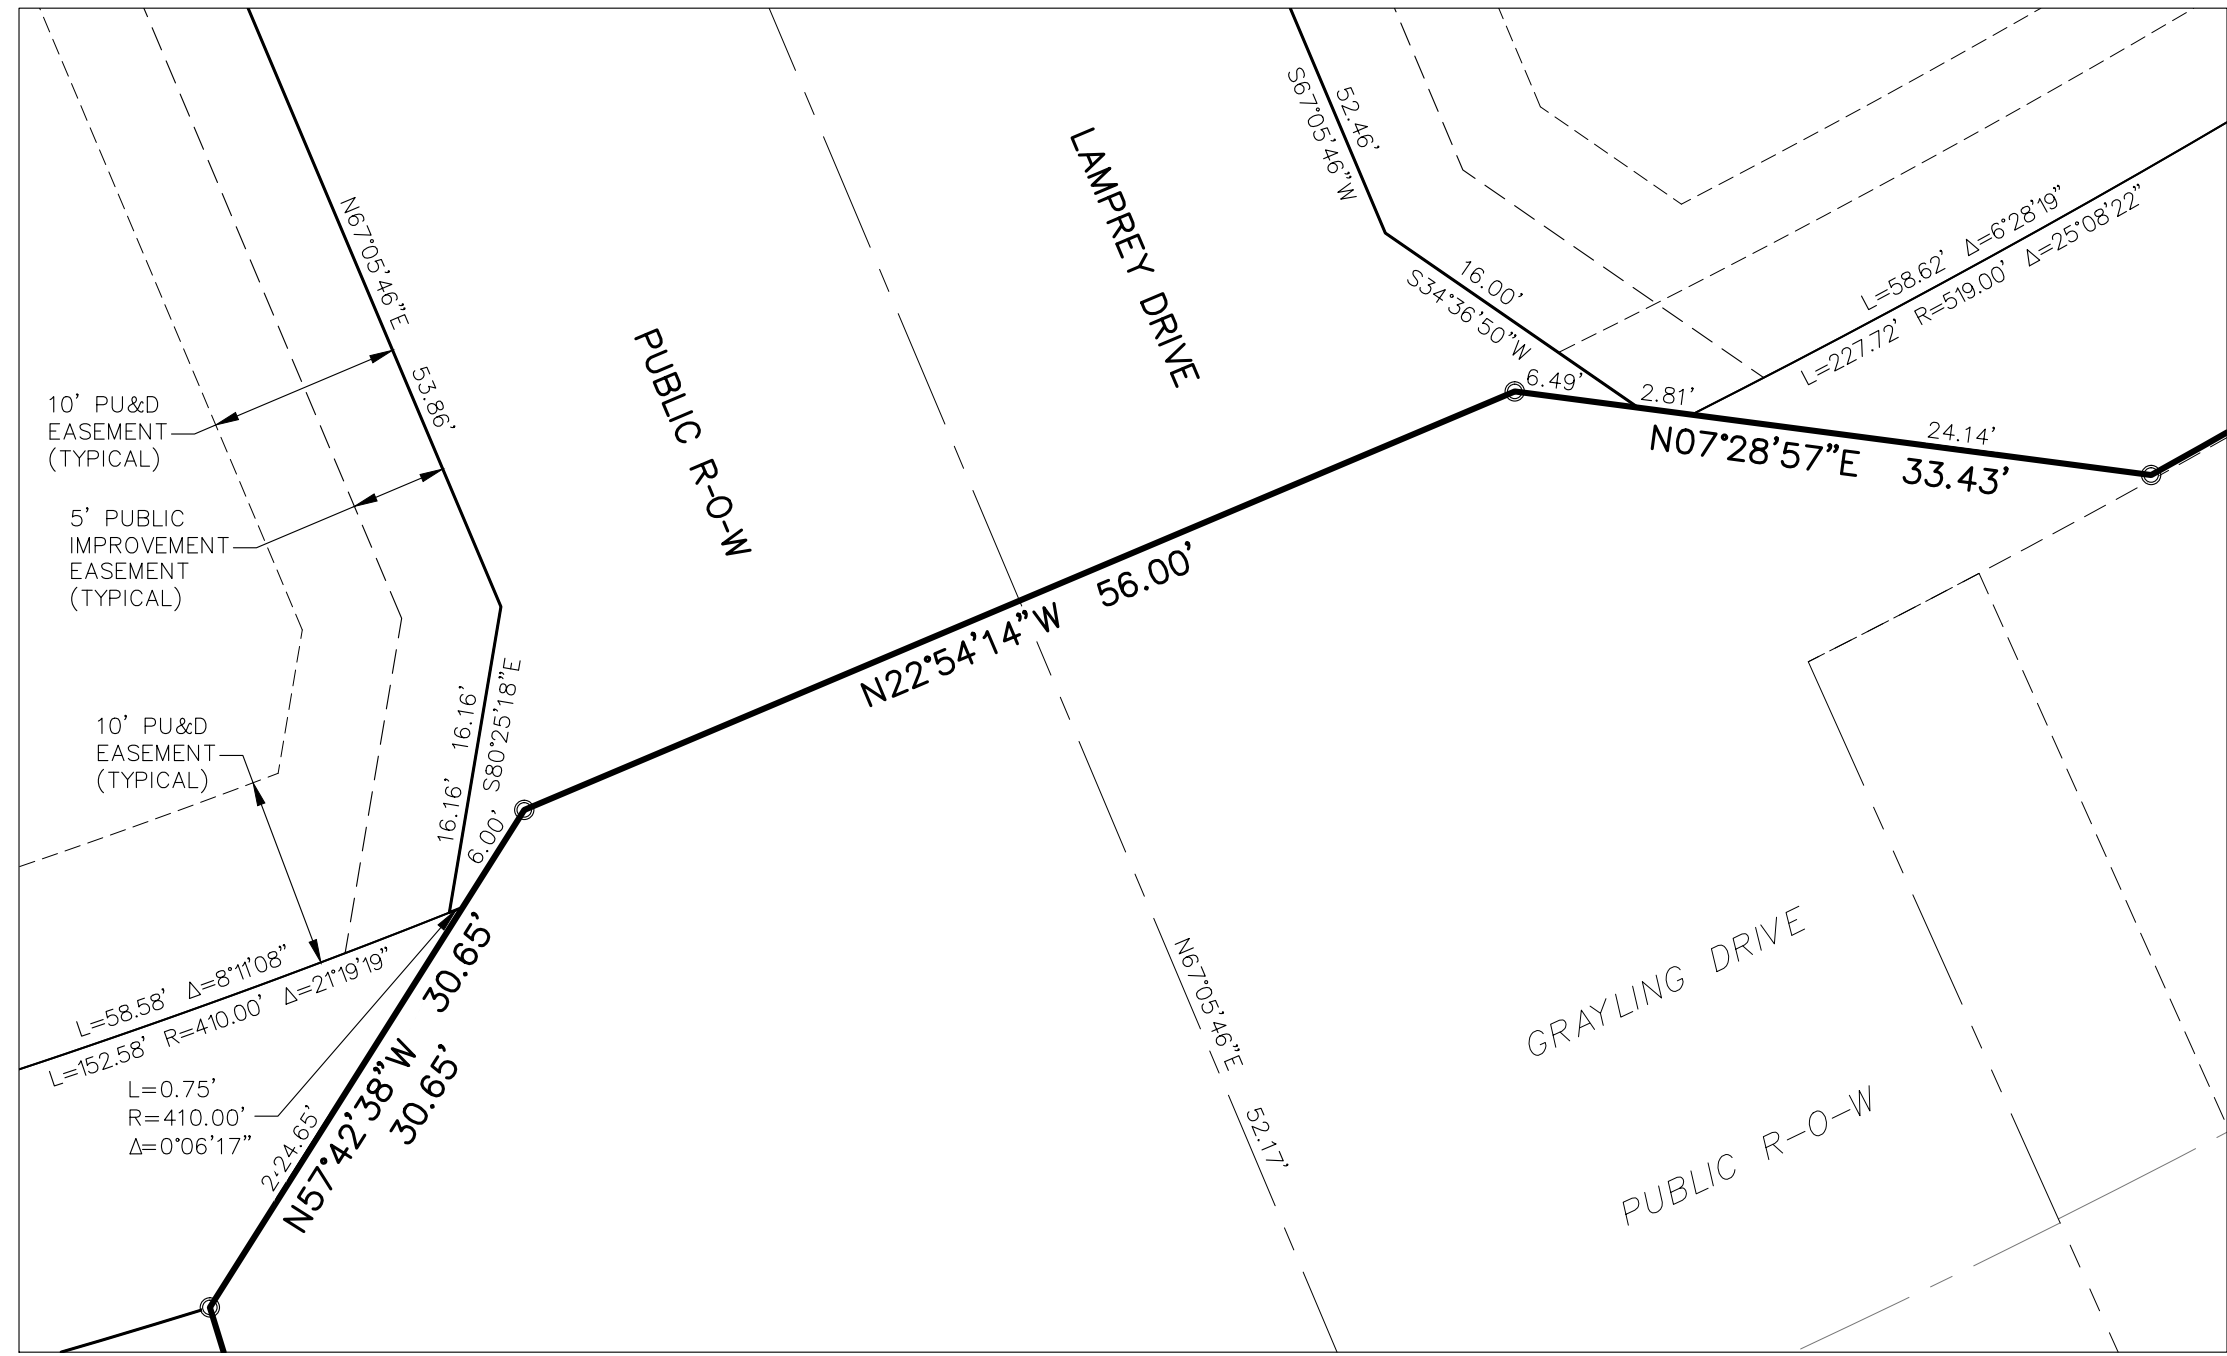 S67°05'46"W
52.46'
LAMPREY DRIVE
N67°05'46"E
53.86'
PUBLIC R-O-W
16.00'
S34°36'50"W
L=58.62' Δ=6°28'19"
L=227.72' R=519.00' Δ=25°08'22"
10' PU&D
EASEMENT
(TYPICAL)
6.49'
2.81'
24.14'
N07°28'57"E 33.43'
5' PUBLIC
IMPROVEMENT
EASEMENT
(TYPICAL)
N22°54'14"W 56.00'
10' PU&D
EASEMENT
(TYPICAL)
16.16'
16.16'
6.00'
S80°25'18"E
L=58.58' Δ=8°11'08"
L=152.58' R=410.00' Δ=21°19'19"
L=0.75'
R=410.00'
Δ=0°06'17"
24.65'
N57°42'38"W 30.65'
30.65'
N67°05'46"E
52.17'
GRAYLING DRIVE
PUBLIC R-O-W